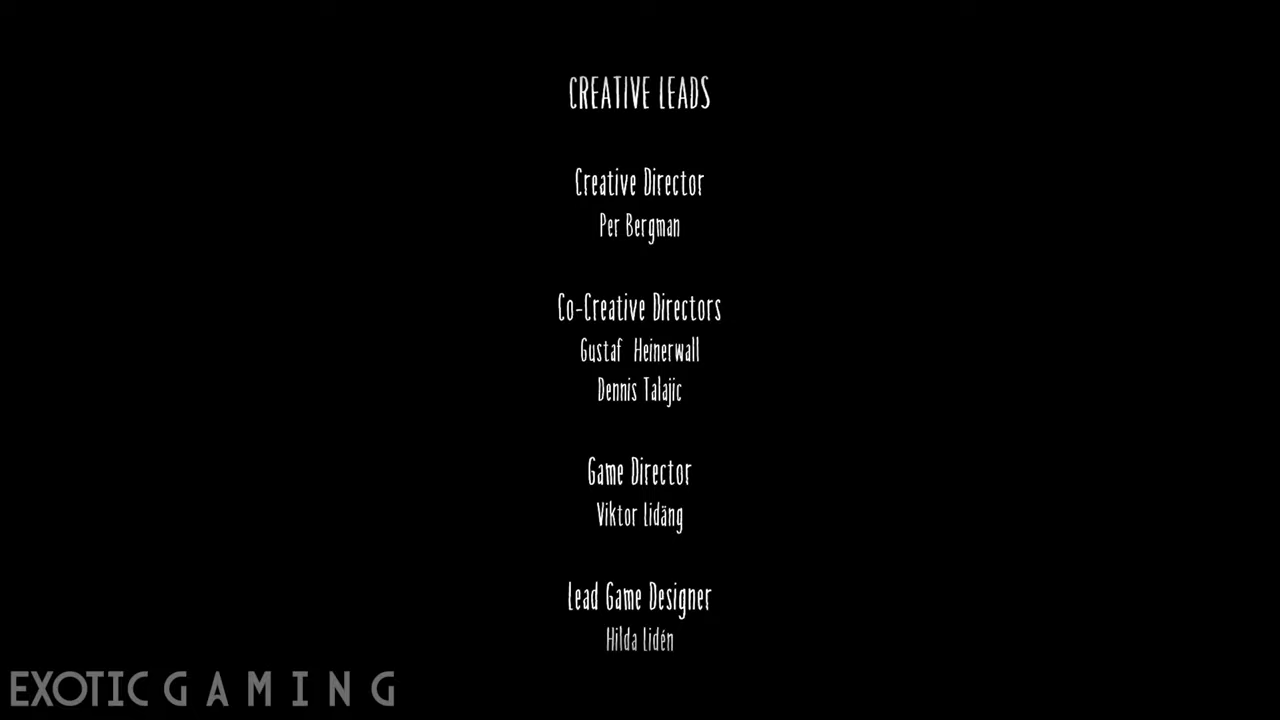 CREATIVE LEADS
Creative Director
Per Bergman
Co-Creative Directors
Gustaf Heinerwall
Dennis Talajic
Game Director
Viktor Lidäng
Lead Game Designer
Hilda Lidén
EXOTIC GAMING